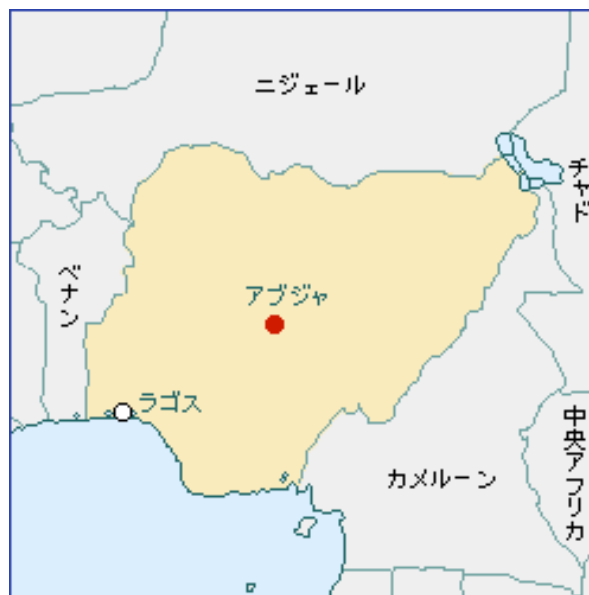 ニジェール
チャド
ベナン
アブジャ
ラゴス
カメルーン
中央アフリカ